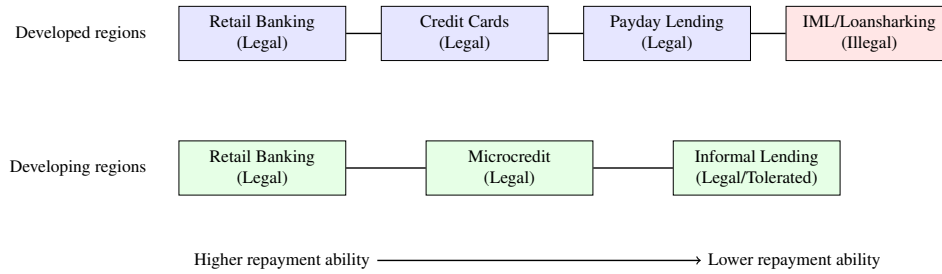 Developed regions
Retail Banking
(Legal)
Credit Cards
(Legal)
Payday Lending
(Legal)
IML/Loansharking
(Illegal)
Developing regions
Retail Banking
(Legal)
Microcredit
(Legal)
Informal Lending
(Legal/Tolerated)
Higher repayment ability
Lower repayment ability